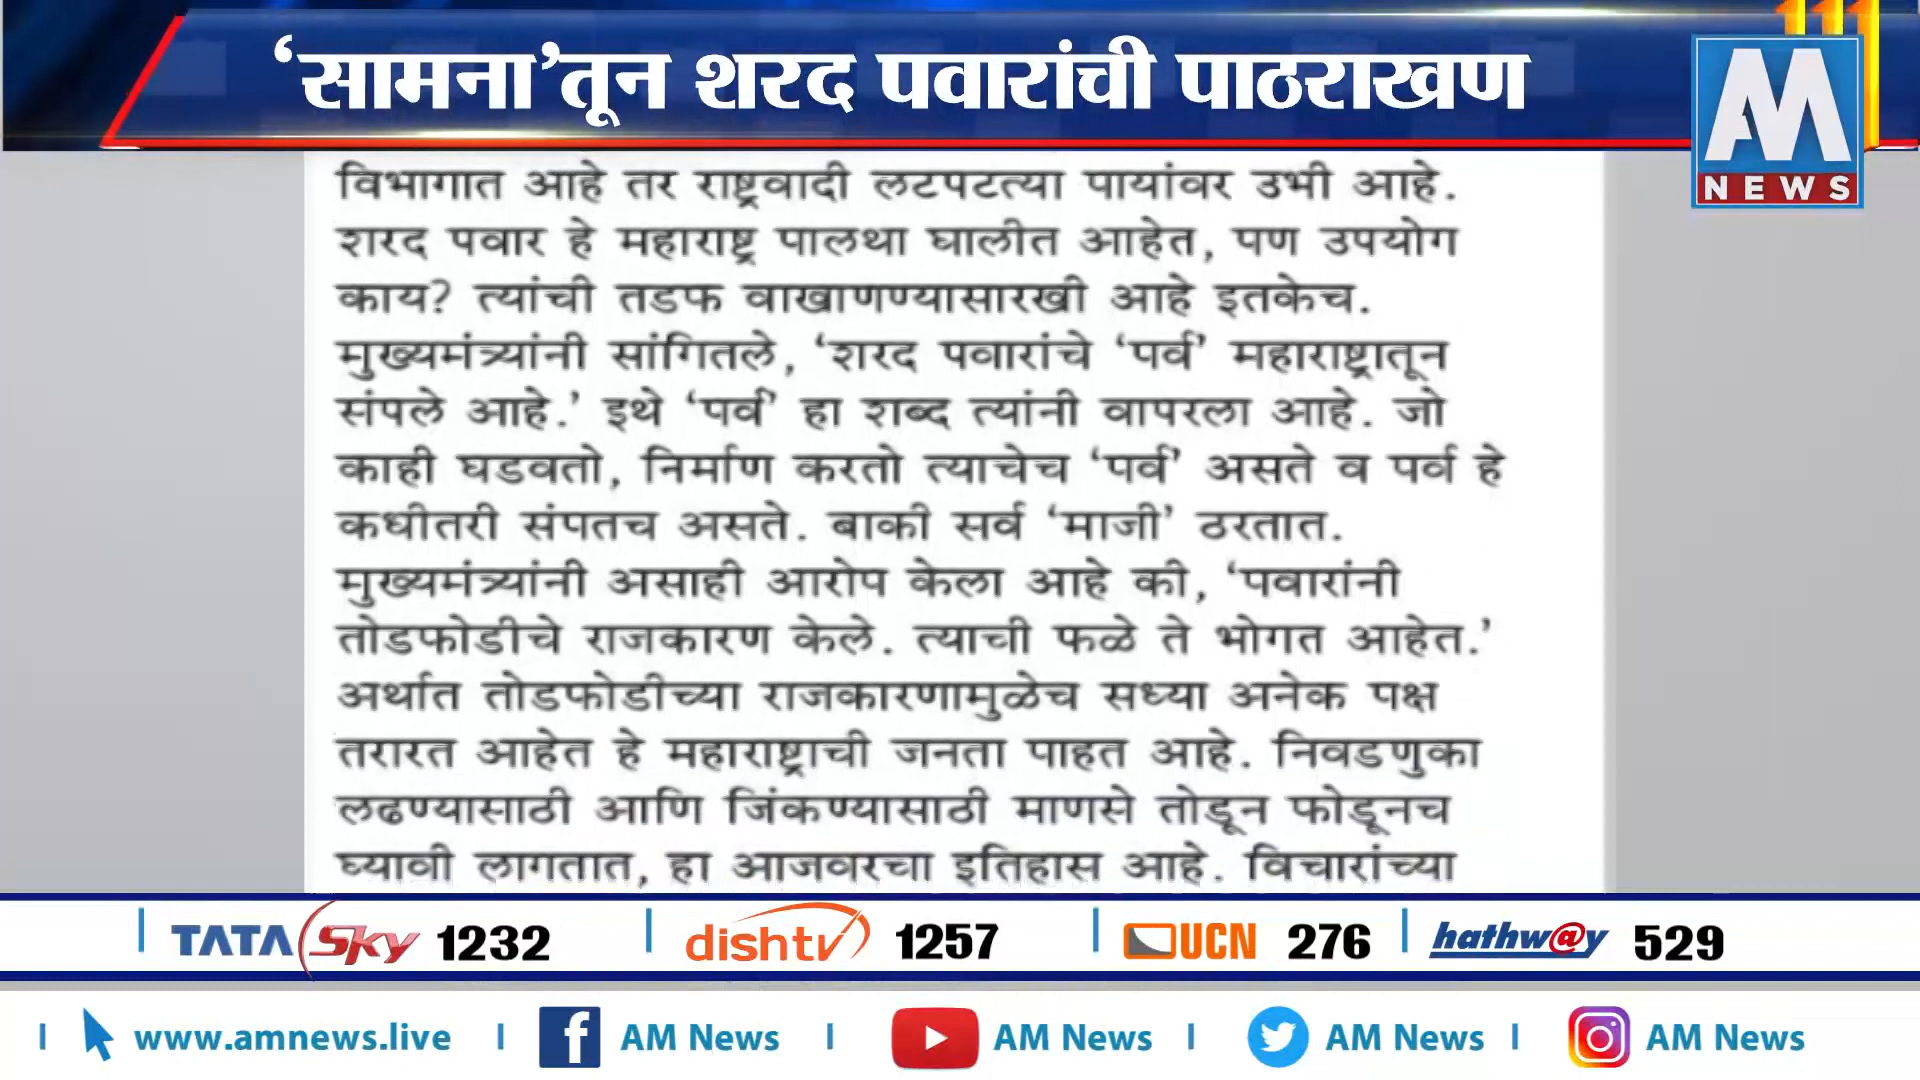 ‘सामना’तून शरद पवारांची पाठराखण
AM
NEWS
विभागात आहे तर राष्ट्रवादी लटपटत्या पायांवर उभी आहे.
शरद पवार हे महाराष्ट्र पालथा घालीत आहेत, पण उपयोग
काय? त्यांची तडफ वाखाणण्यासारखी आहे इतकेच.
मुख्यमंत्र्यांनी सांगितले, ‘शरद पवारांचे ‘पर्व’ महाराष्ट्रातून
संपले आहे.’ इथे ‘पर्व’ हा शब्द त्यांनी वापरला आहे. जो
काही घडवतो, निर्माण करतो त्याचेच ‘पर्व’ असते व पर्व हे
कधीतरी संपतच असते. बाकी सर्व ‘माजी’ ठरतात.
मुख्यमंत्र्यांनी असाही आरोप केला आहे की, ‘पवारांनी
तोडफोडीचे राजकारण केले. त्याची फळे ते भोगत आहेत.’
अर्थात तोडफोडीच्या राजकारणामुळेच सध्या अनेक पक्ष
तरारत आहेत हे महाराष्ट्राची जनता पाहत आहे. निवडणुका
लढण्यासाठी आणि जिंकण्यासाठी माणसे तोडून फोडूनच
घ्यावी लागतात, हा आजवरचा इतिहास आहे. विचारांच्या
TATA Sky 1232 dishtv 1257 UCN 276 hathw@y 529
www.amnews.live AM News AM News AM News AM News